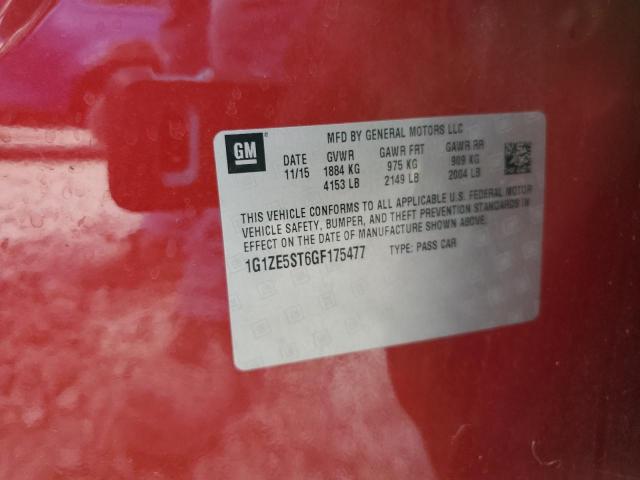 GM ® MFD BY GENERAL MOTORS LLC
DATE GVWR GAWR FRT GAWR RR
11/15 1884 KG 975 KG 909 KG
4153 LB 2149 LB 2004 LB
THIS VEHICLE CONFORMS TO ALL APPLICABLE U.S. FEDERAL MOTOR
VEHICLE SAFETY, BUMPER, AND THEFT PREVENTION STANDARDS IN
EFFECT ON THE DATE OF MANUFACTURE SHOWN ABOVE.
1G1ZE5ST6GF175477 TYPE: PASS CAR